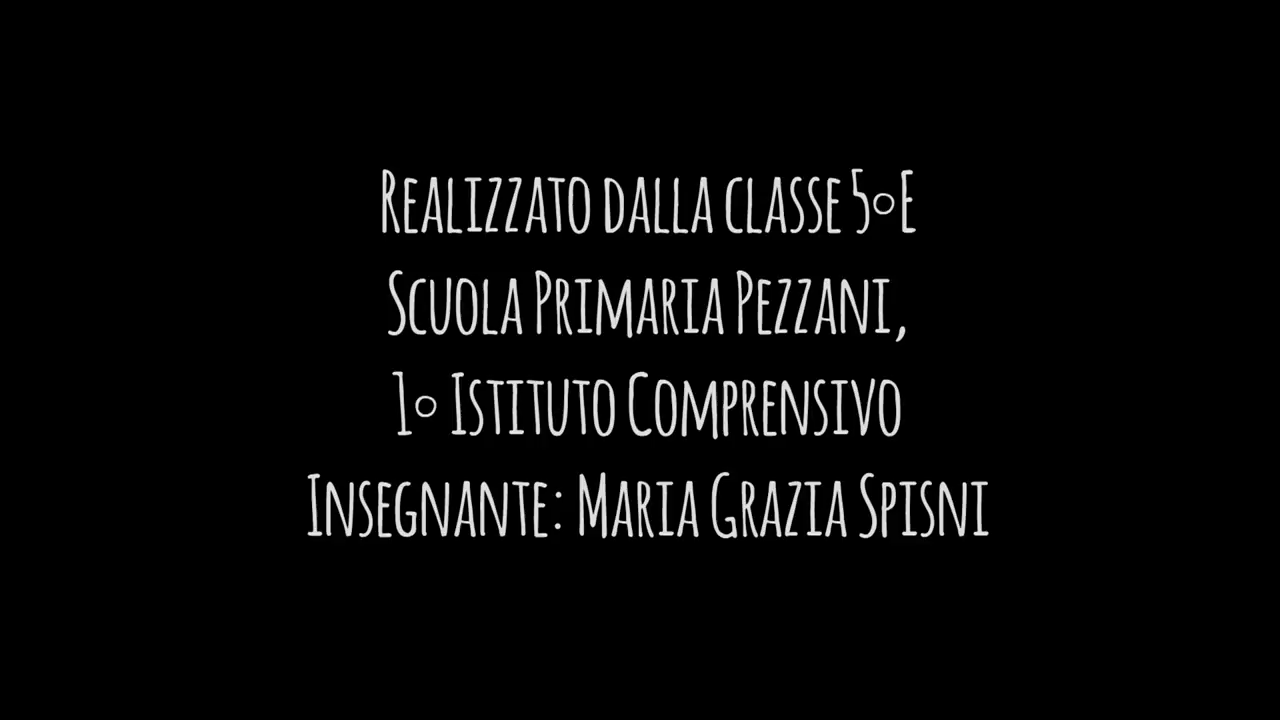 Realizzato dalla classe 5°E
Scuola Primaria Pezzani,
1° Istituto Comprensivo
Insegnante: Maria Grazia Spisni